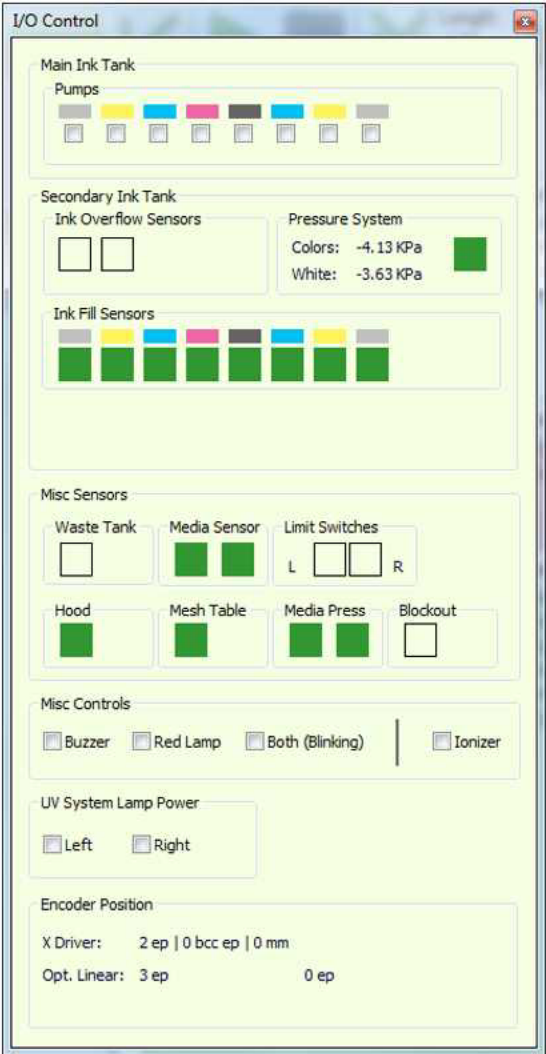 I/O Control
Main Ink Tank
Pumps
Secondary Ink Tank
Ink Overflow Sensors
Pressure System
Colors: -4.13 KPa
White: -3.63 KPa
Ink Fill Sensors
Misc Sensors
Waste Tank Media Sensor Limit Switches
L R
Hood Mesh Table Media Press Blockout
Misc Controls
Buzzer Red Lamp Both (Blinking) Ionizer
UV System Lamp Power
Left Right
Encoder Position
X Driver: 2 ep | 0 bcc ep | 0 mm
Opt. Linear: 3 ep 0 ep